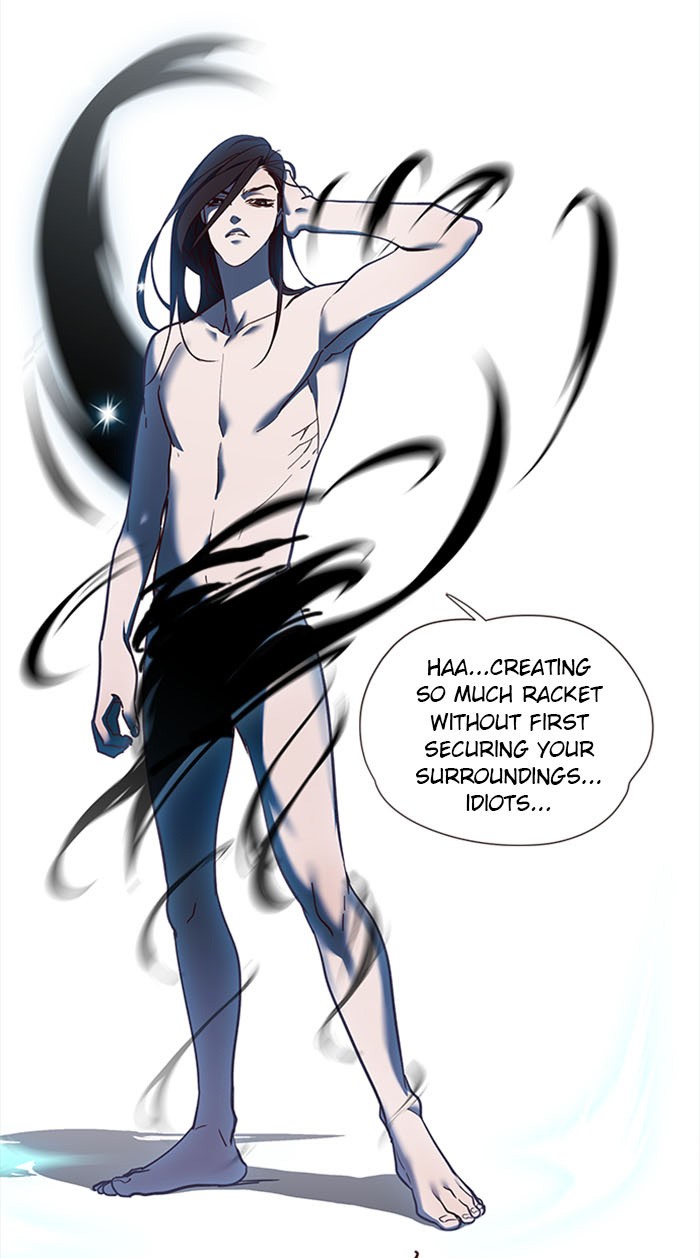 HAA...CREATING
SO MUCH RACKET
WITHOUT FIRST
SECURING YOUR
SURROUNDINGS...
IDIOTS...